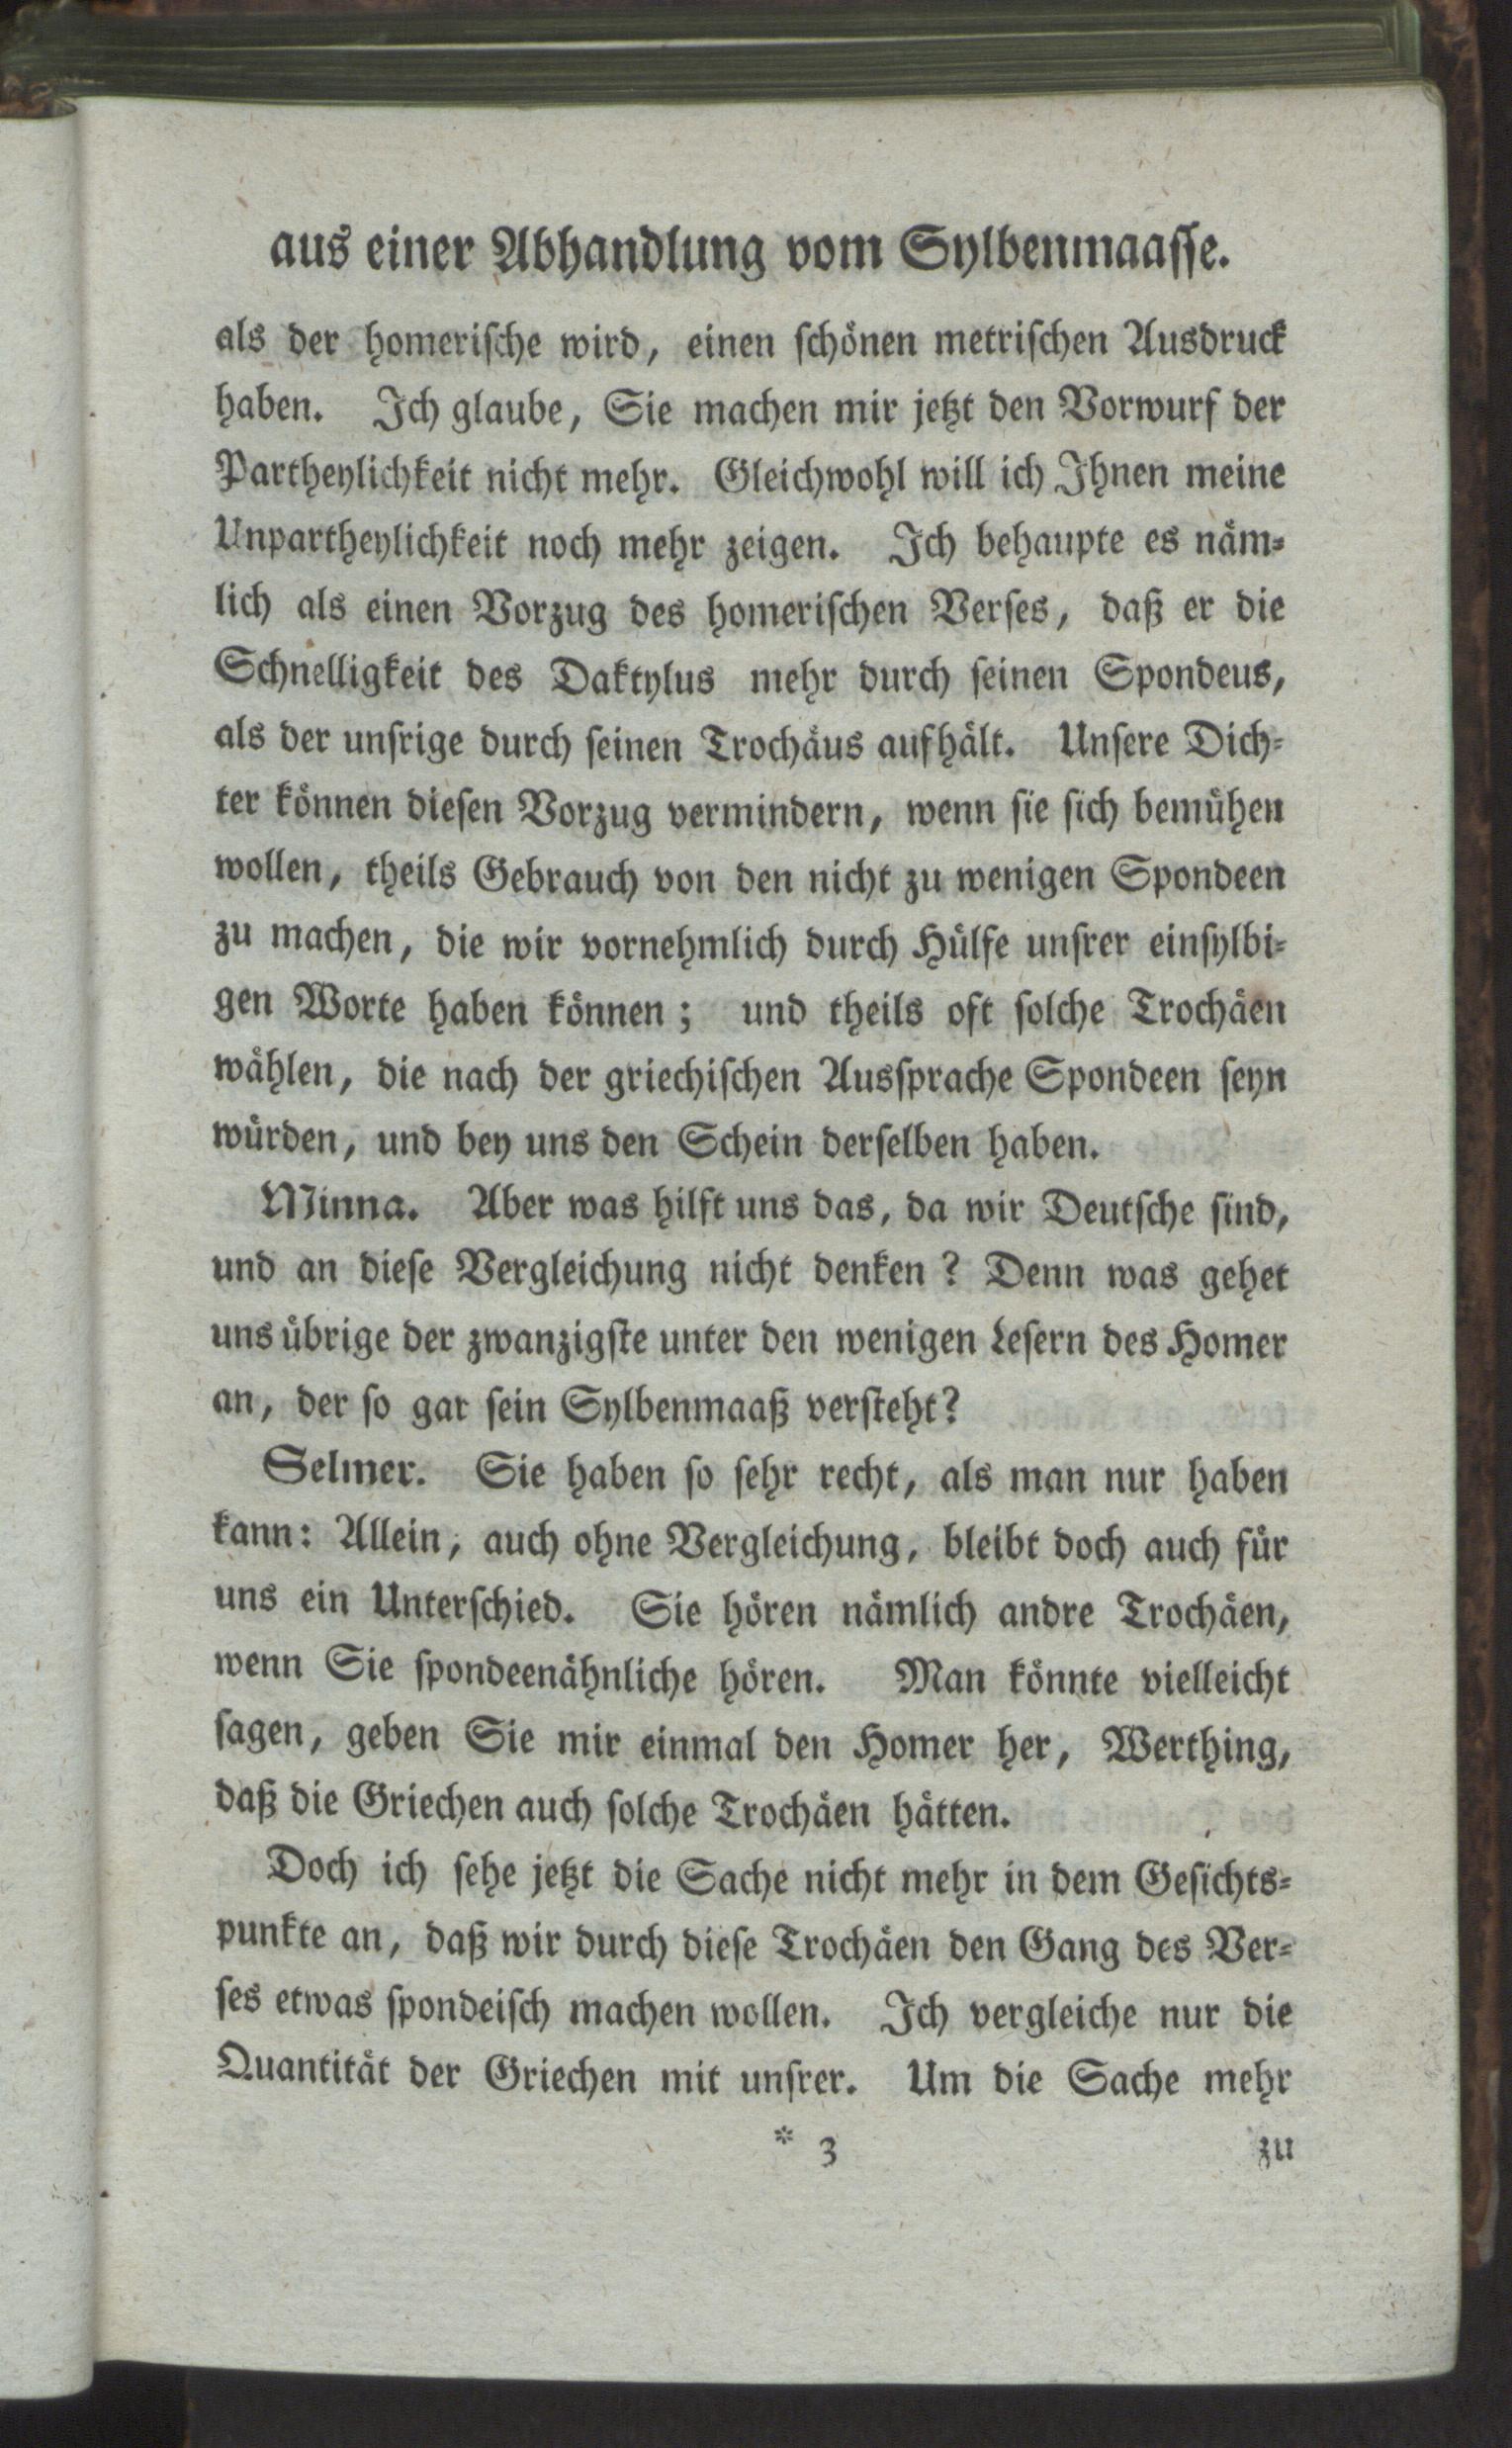 aus einer Abhandlung vom Sylbenmaasse.
als der homerische wird, einen schönen metrischen Ausdruck
haben. Ich glaube, Sie machen mir jetzt den Vorwurf der
Partheylichkeit nicht mehr. Gleichwohl will ich Ihnen meine
Unpartheylichkeit noch mehr zeigen. Ich behaupte es näm-
lich als einen Vorzug des homerischen Verses, daß er die
Schnelligkeit des Daktylus mehr durch seinen Spondeus,
als der unsrige durch seinen Trochäus aufhält. Unsere Dich-
ter können diesen Vorzug vermindern, wenn sie sich bemühen
wollen, theils Gebrauch von den nicht zu wenigen Spondeen
zu machen, die wir vornehmlich durch Hülfe unsrer einsylbi-
gen Worte haben können; und theils oft solche Trochäen
wählen, die nach der griechischen Aussprache Spondeen seyn
würden, und bey uns den Schein derselben haben.
Minna. Aber was hilft uns das, da wir Deutsche sind,
und an diese Vergleichung nicht denken? Denn was gehet
uns übrige der zwanzigste unter den wenigen Lesern des Homer
an, der so gar sein Sylbenmaaß versteht?
Selmer. Sie haben so sehr recht, als man nur haben
kann: Allein, auch ohne Vergleichung, bleibt doch auch für
uns ein Unterschied. Sie hören nämlich andre Trochäen,
wenn Sie spondeenähnliche hören. Man könnte vielleicht
sagen, geben Sie mir einmal den Homer her, Werthing,
daß die Griechen auch solche Trochäen hätten.
Doch ich sehe jetzt die Sache nicht mehr in dem Gesichts-
punkte an, daß wir durch diese Trochäen den Gang des Ver-
ses etwas spondeisch machen wollen. Ich vergleiche nur die
Quantität der Griechen mit unsrer. Um die Sache mehr
* 3 zu